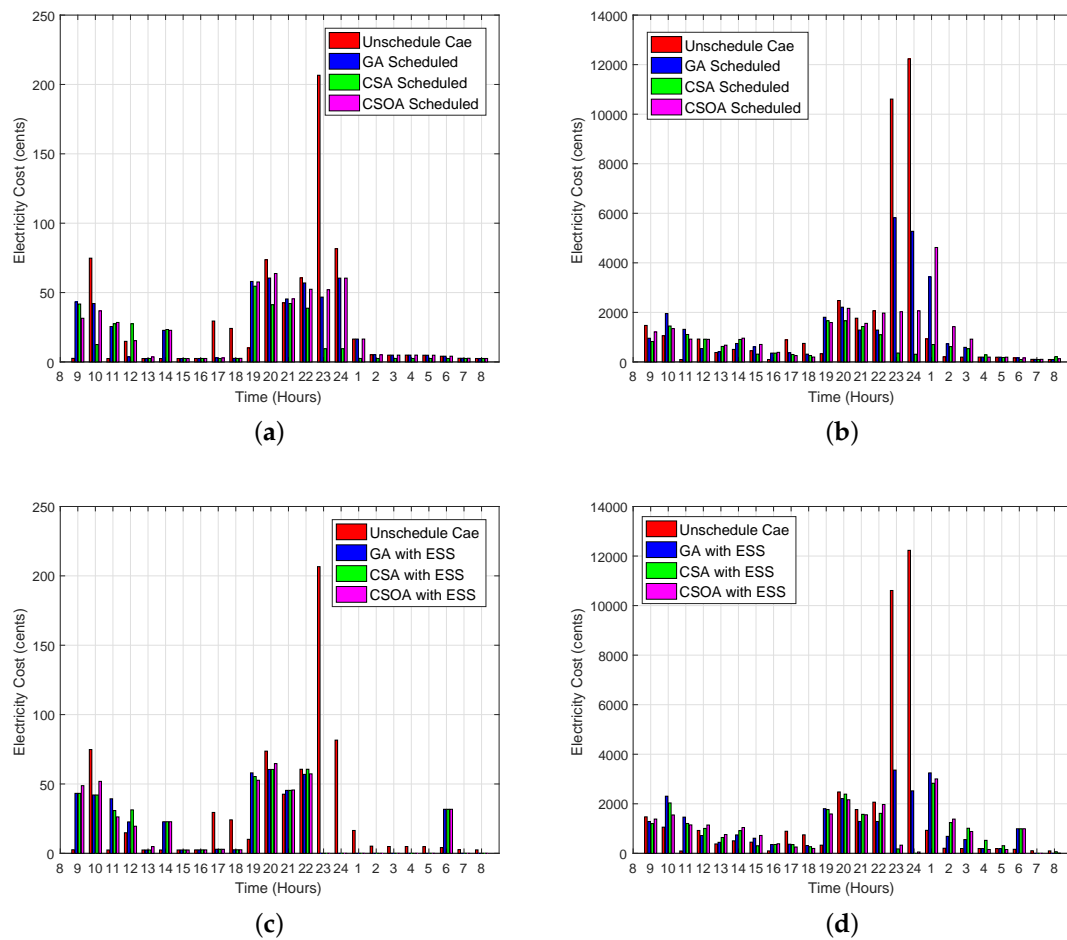 250
200
150
100
50
0
Electricity Cost (cents)
Unschedule Cae
GA Scheduled
CSA Scheduled
CSOA Scheduled
8 9 10 11 12 13 14 15 16 17 18 19 20 21 22 23 24 1 2 3 4 5 6 7 8
Time (Hours)
(a)
14000
12000
10000
8000
6000
4000
2000
0
Electricity Cost (cents)
Unschedule Cae
GA Scheduled
CSA Scheduled
CSOA Scheduled
8 9 10 11 12 13 14 15 16 17 18 19 20 21 22 23 24 1 2 3 4 5 6 7 8
Time (Hours)
(b)
250
200
150
100
50
0
Electricity Cost (cents)
Unschedule Cae
GA with ESS
CSA with ESS
CSOA with ESS
8 9 10 11 12 13 14 15 16 17 18 19 20 21 22 23 24 1 2 3 4 5 6 7 8
Time (Hours)
(c)
14000
12000
10000
8000
6000
4000
2000
0
Electricity Cost (cents)
Unschedule Cae
GA with ESS
CSA with ESS
CSOA with ESS
8 9 10 11 12 13 14 15 16 17 18 19 20 21 22 23 24 1 2 3 4 5 6 7 8
Time (Hours)
(d)